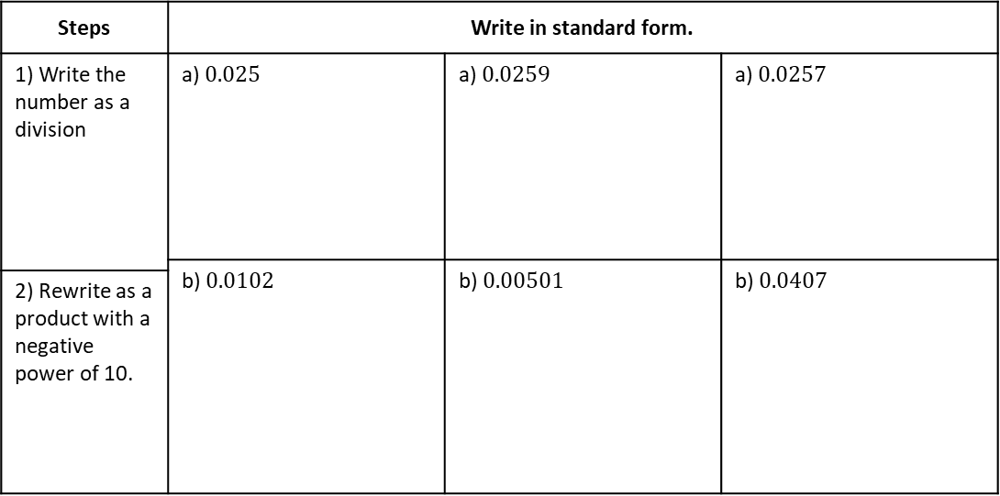 Steps
Write in standard form.
1) Write the
number as a
division
a) 0.025
a) 0.0259
a) 0.0257
2) Rewrite as a
product with a
negative
power of 10.
b) 0.0102
b) 0.00501
b) 0.0407